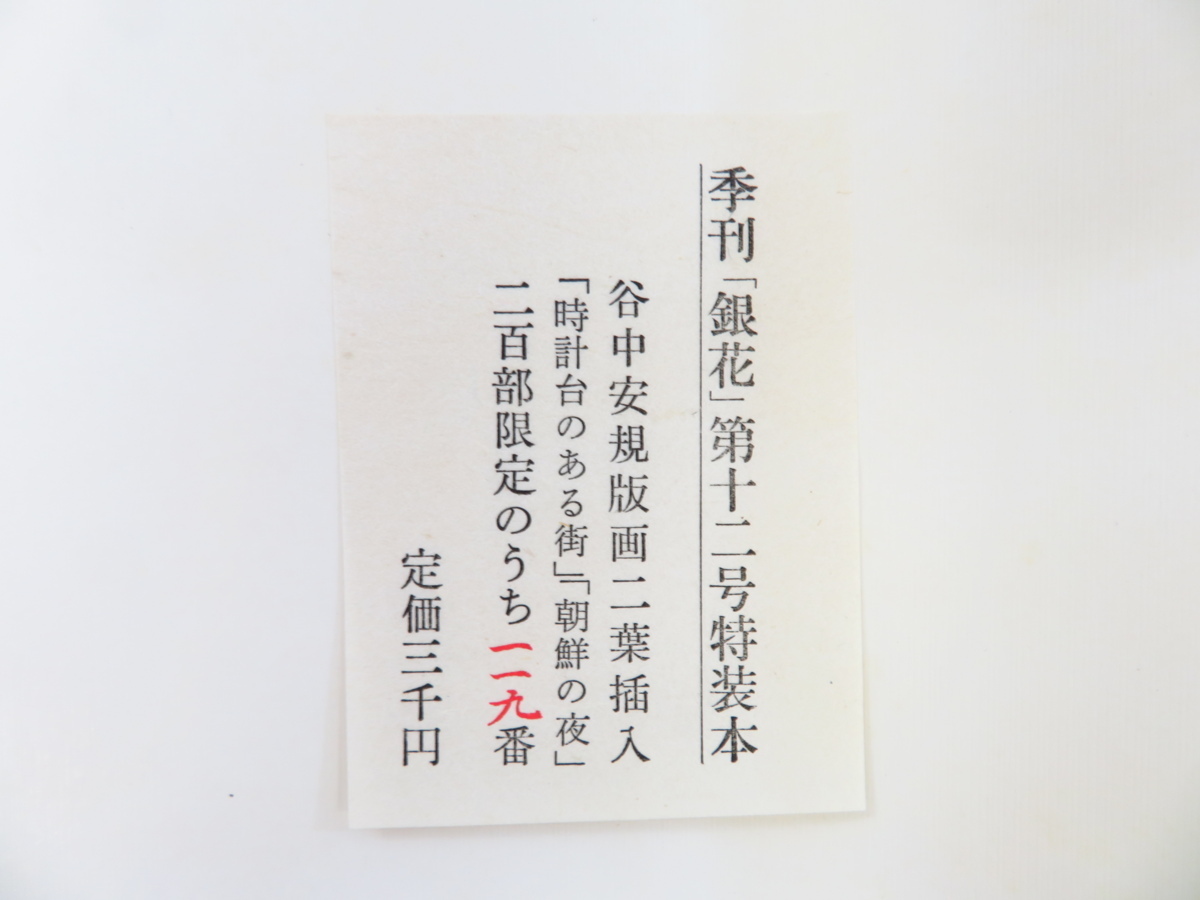 季刊「銀花」第十二号特装本
谷中安規版画二葉挿入
「時計台のある街」「朝鮮の夜」
二百部限定のうち一一九番
定価三千円